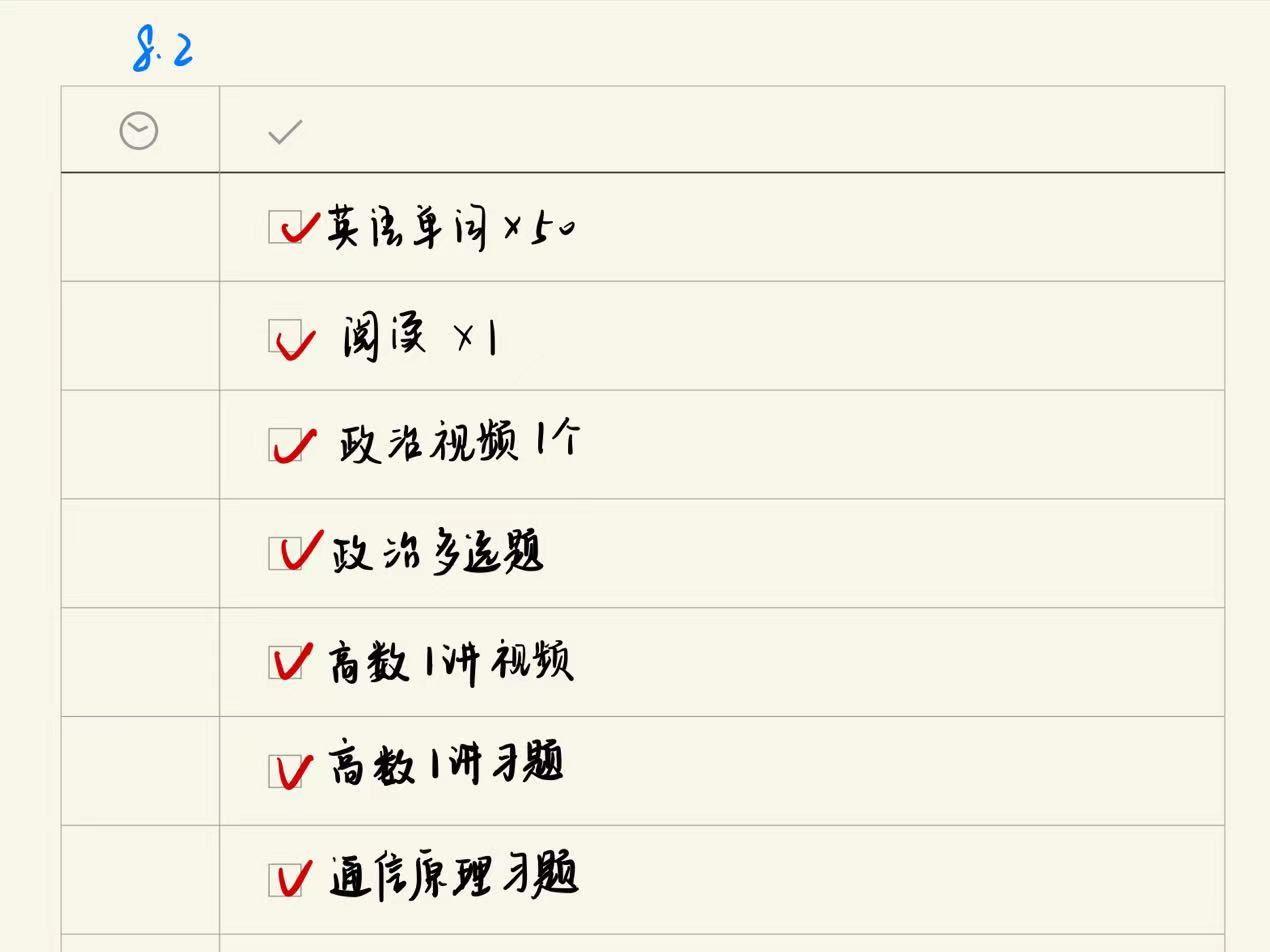 8.2
英语单词×50
阅读 ×1
政治视频1个
政治多选题
高数1讲视频
高数1讲习题
通信原理习题